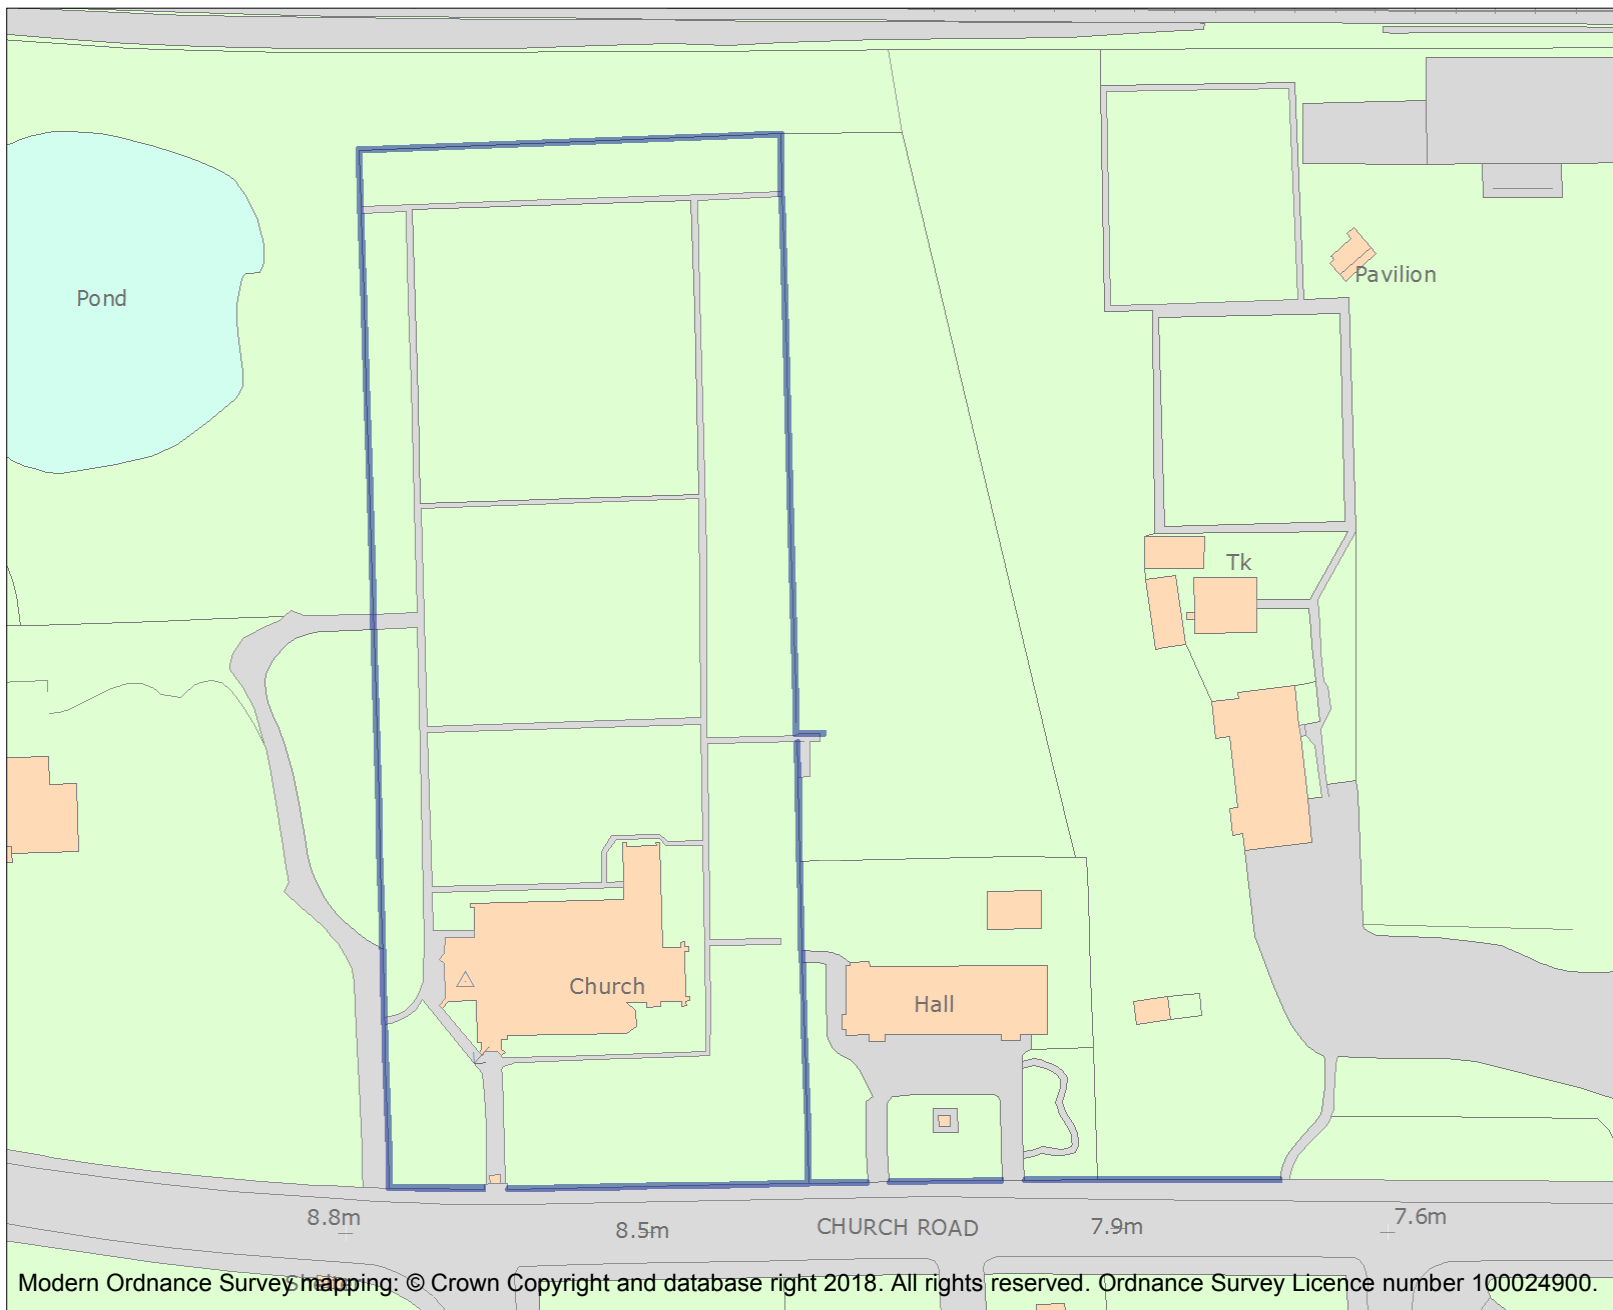 Pavilion
Pond
Tk
Church
Hall
8.8m
8.5m
CHURCH ROAD
7.9m
7.6m
Modern Ordnance Survey mapping: © Crown Copyright and database right 2018. All rights reserved. Ordnance Survey Licence number 100024900.